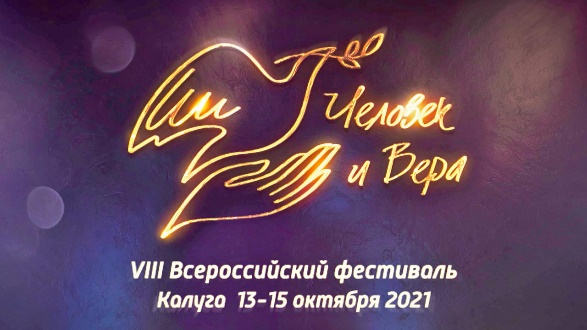 Человек
и Вера
VIII Всероссийский фестиваль
Калуга 13-15 октября 2021